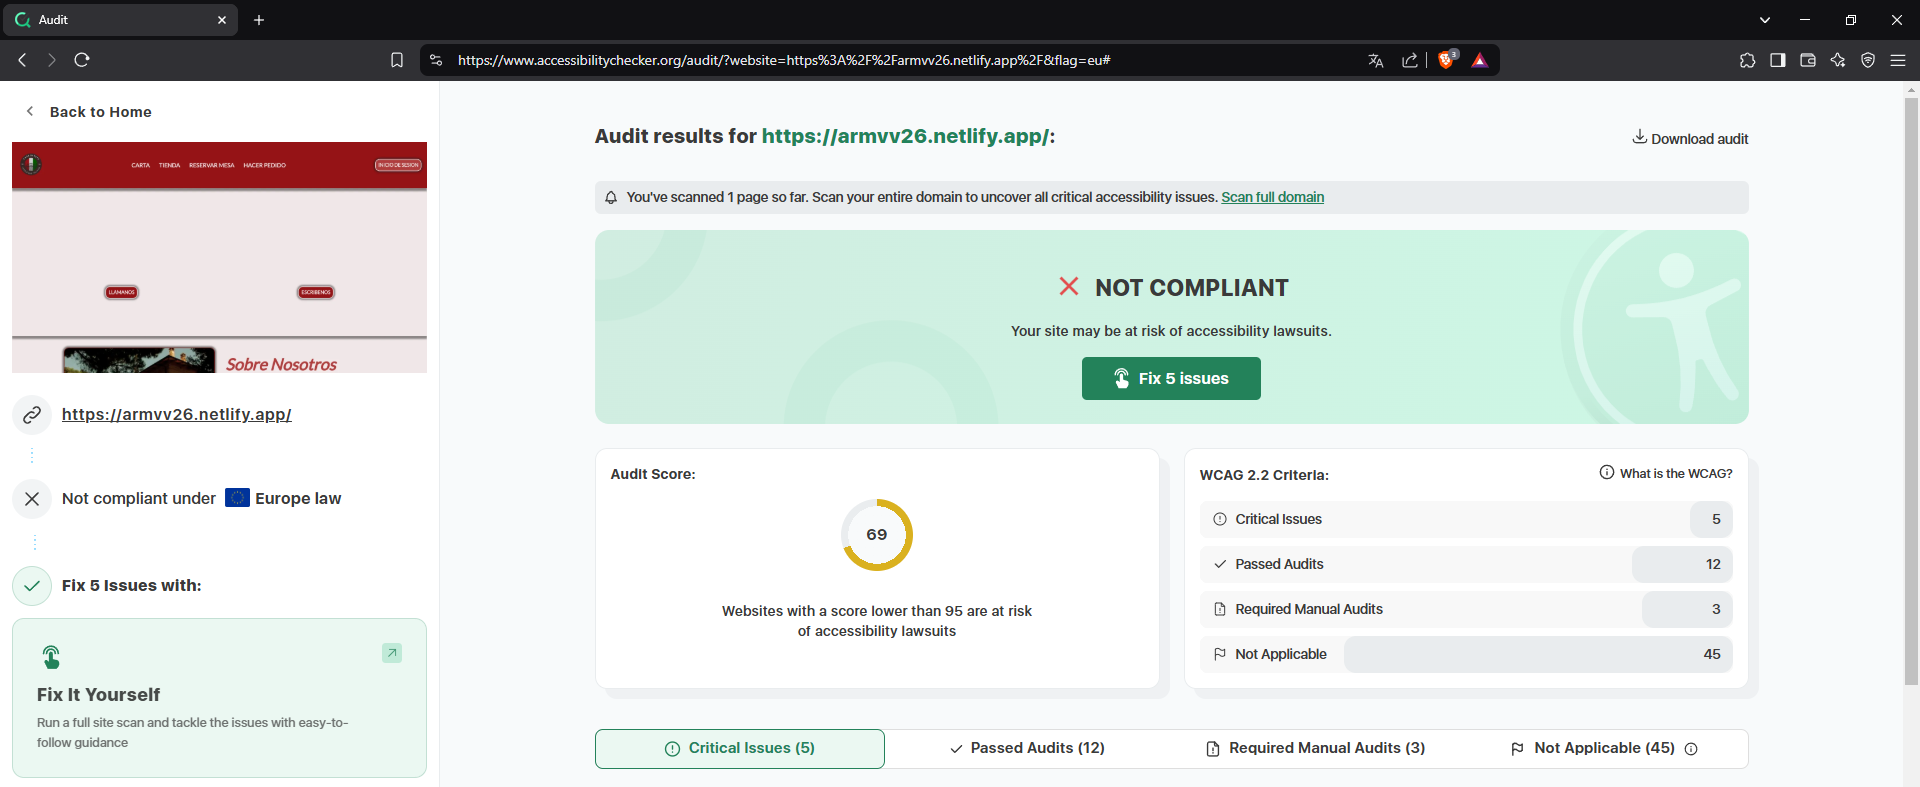 Audit
https://www.accessibilitychecker.org/audit/?website=https%3A%2F%2Farmvv26.netlify.app%2F&flag=eu#
3
Back to Home
CARTA TIENDA RESERVAR MESA HACER PEDIDO INICIO DE SESION
LLAMANOS ESCRIBENOS
Sobre Nosotros
https://armvv26.netlify.app/
Not compliant under Europe law
Fix 5 Issues with:
Fix It Yourself
Run a full site scan and tackle the issues with easy-to-
follow guidance
Audit results for https://armvv26.netlify.app/:
Download audit
You've scanned 1 page so far. Scan your entire domain to uncover all critical accessibility issues. Scan full domain
NOT COMPLIANT
Your site may be at risk of accessibility lawsuits.
Fix 5 issues
Audit Score:
69
Websites with a score lower than 95 are at risk
of accessibility lawsuits
WCAG 2.2 Criteria:
What is the WCAG?
Critical Issues 5
Passed Audits 12
Required Manual Audits 3
Not Applicable 45
Critical Issues (5) Passed Audits (12) Required Manual Audits (3) Not Applicable (45)